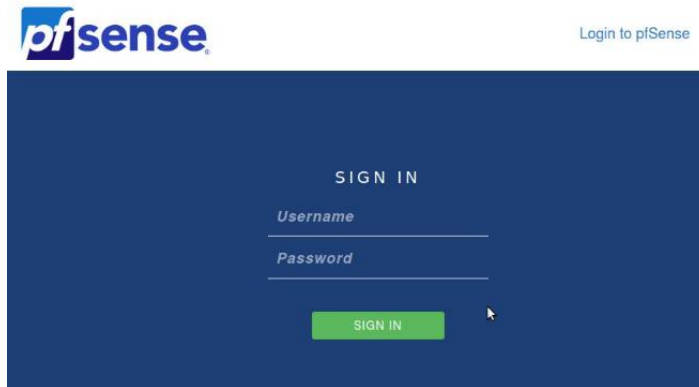 pfsense
Login to pfSense
SIGN IN
Username
Password
SIGN IN